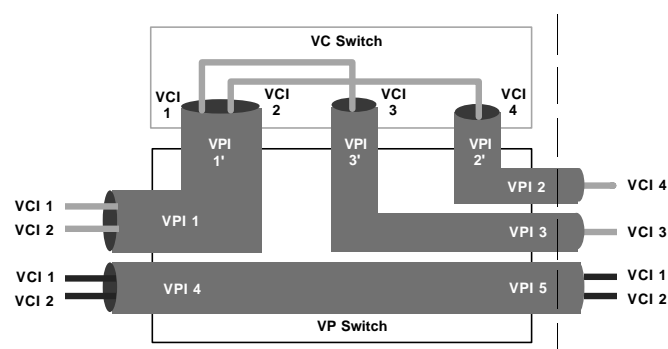 VC Switch
VCI 1
VCI 2
VCI 3
VCI 4
VPI 1'
VPI 3'
VPI 2'
VPI 2
VCI 4
VCI 1
VCI 2
VPI 1
VPI 3
VCI 3
VCI 1
VCI 2
VPI 4
VPI 5
VCI 1
VCI 2
VP Switch